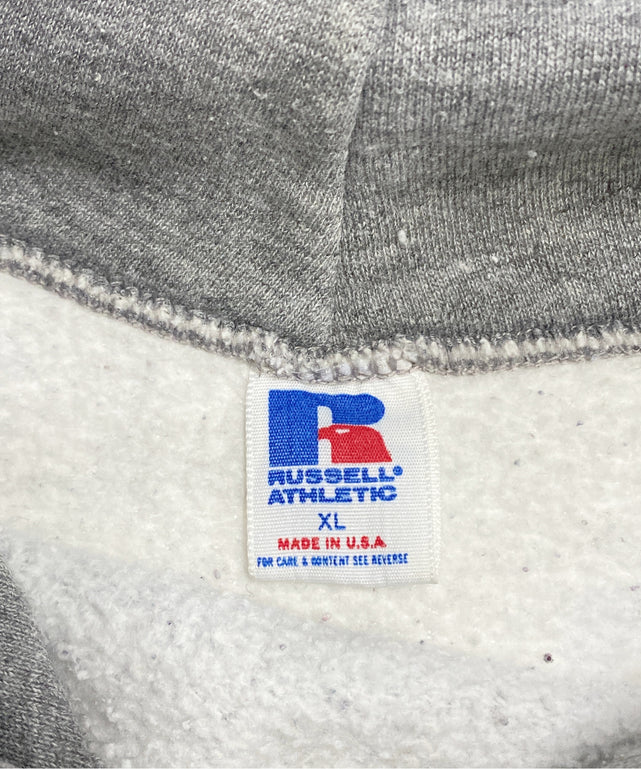 R
RUSSELL®
ATHLETIC
XL
MADE IN U.S.A
FOR CARE & CONTENT SEE REVERSE